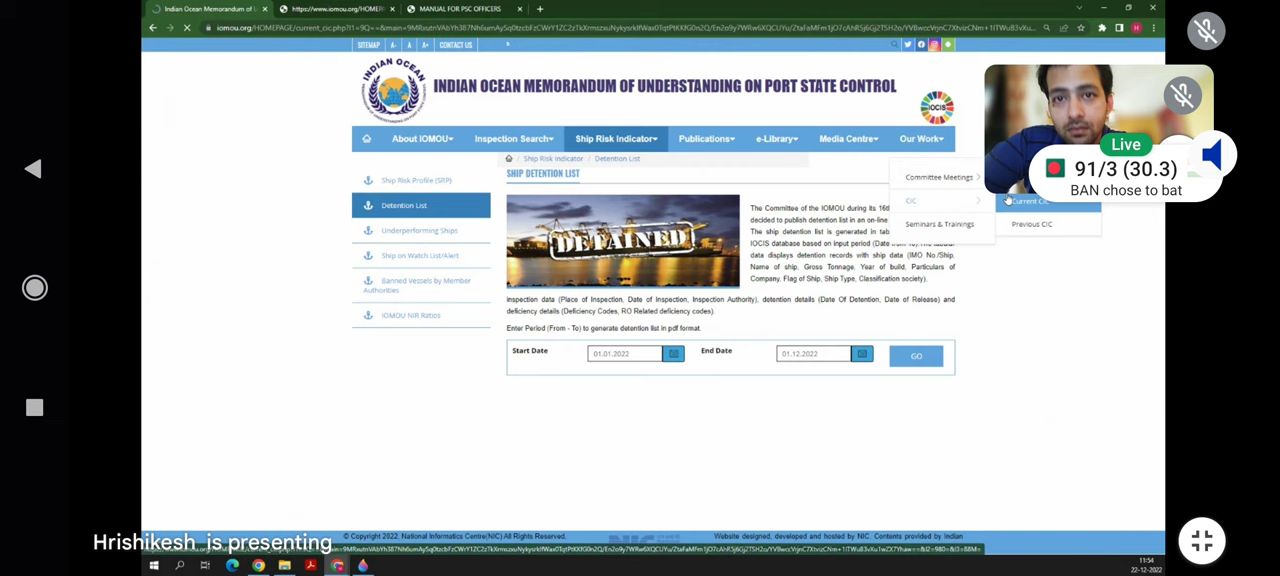 Indian Ocean Memorandum of
https://www.iomou.org/HOMEP
MANUAL FOR PSC OFFICERS
SITEMAP A- A A+ CONTACT US
INDIAN OCEAN
INDIAN OCEAN MEMORANDUM OF UNDERSTANDING ON PORT STATE CONTROL
IOCIS
About IOMOU Inspection Search Ship Risk Indicator Publications e-Library Media Centre Our Work
Ship Risk Indicator / Detention List
Committee Meetings
CIC
Seminars & Trainings
Current CIC
Previous CIC
Live
91/3 (30.3)
BAN chose to bat
Ship Risk Profile (SRP)
Detention List
Underperforming Ships
Ship on Watch List/Alert
Banned Vessels by Member
Authorities
IOMOU NIR Ratios
SHIP DETENTION LIST
DETAINED
The Committee of the IOMOU during its 16th
decided to publish detention list in an on-line
The ship detention list is generated in
IOCIS database based on input period (Date
data displays detention records with ship data (IMO No./Ship,
Name of ship, Gross Tonnage, Year of build, Particulars of
Company, Flag of Ship, Ship Type, Classification society),
inspection data (Place of Inspection, Date of Inspection, Inspection Authority), detention details (Date Of Detention, Date of Release) and
deficiency details (Deficiency Codes, RO Related deficiency codes).
Enter Period (From - To) to generate detention list in pdf format.
Start Date 01.01.2022 End Date 01.12.2022 GO
© Copyright 2022. National Informatics Centre(NIC) All Rights Reserved.
Website designed, developed and hosted by NIC. Contents provided by Indian
NIC
Hrishikesh is presenting
11:54
22-12-2022